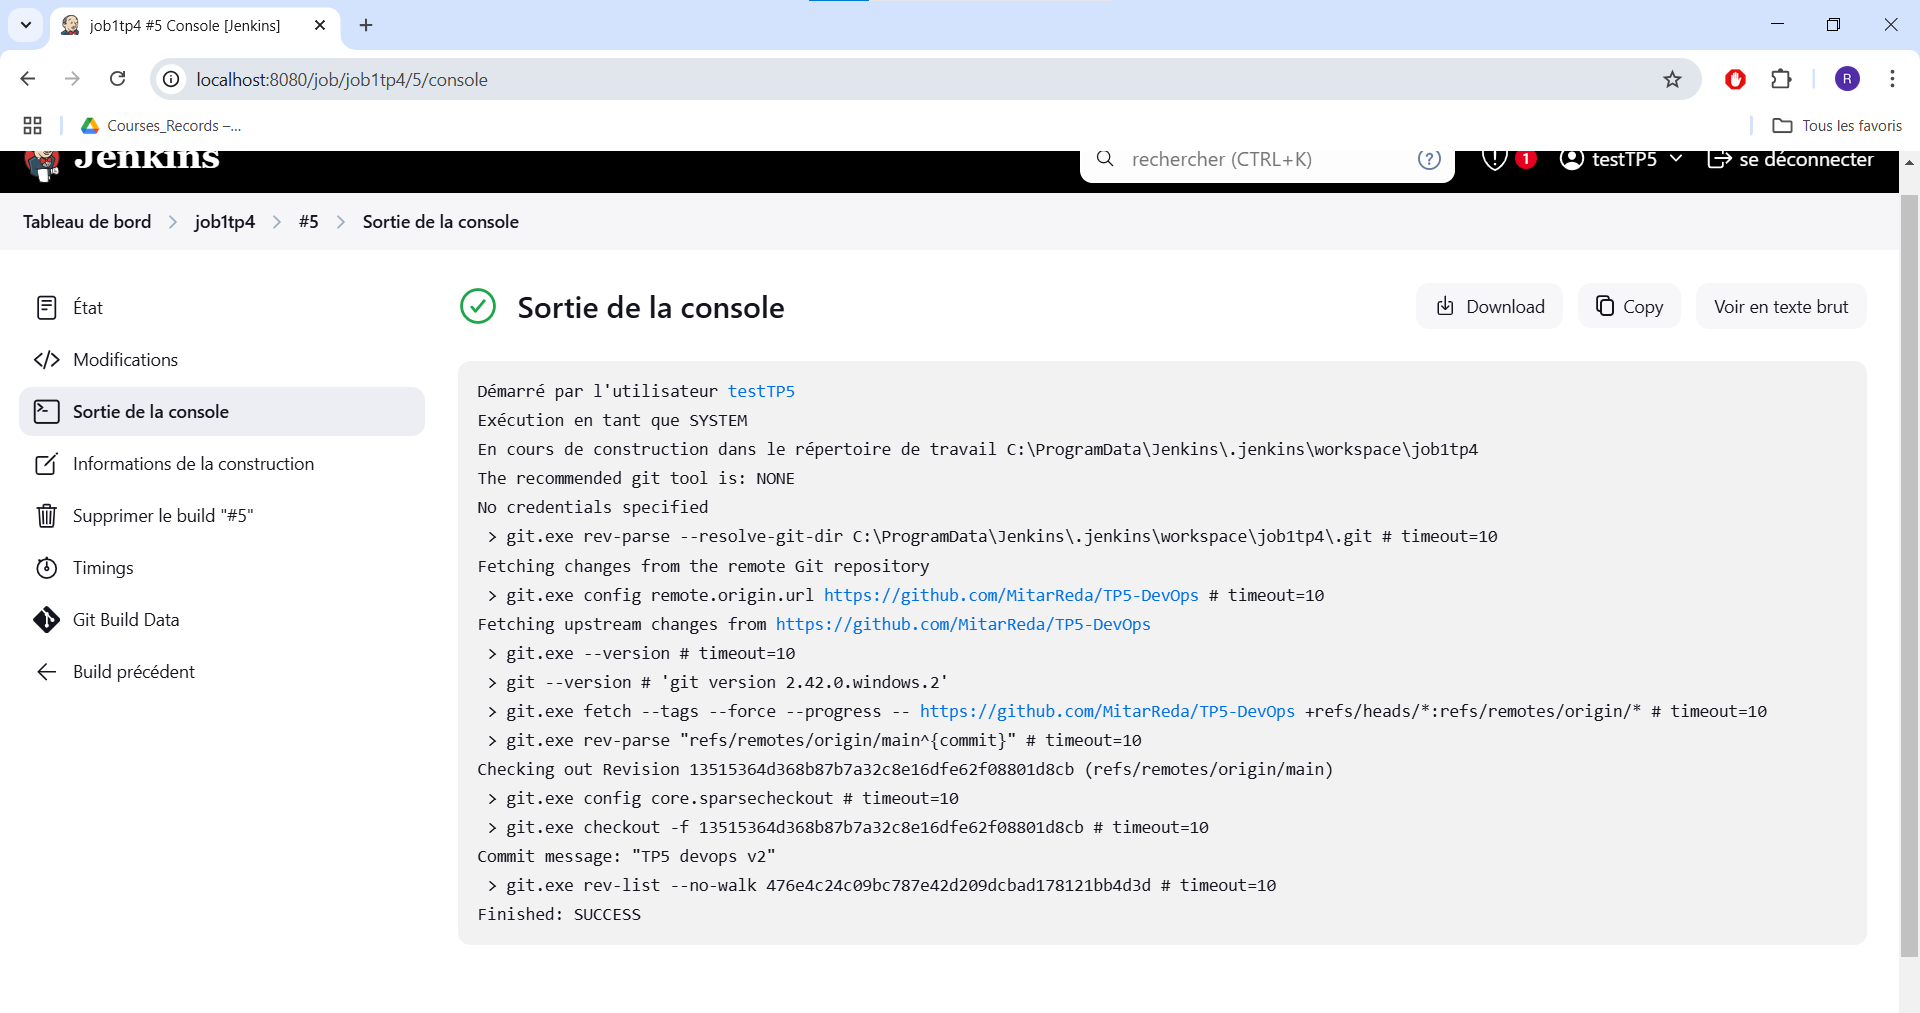 job1tp4 #5 Console [Jenkins]
localhost:8080/job/job1tp4/5/console
R
Courses_Records –...
Tous les favoris
Jenkins
rechercher (CTRL+K)
1
testTP5
se déconnecter
Tableau de bord
job1tp4
#5
Sortie de la console
État
Modifications
Sortie de la console
Informations de la construction
Supprimer le build "#5"
Timings
Git Build Data
Build précédent
Sortie de la console
Download
Copy
Voir en texte brut
Démarré par l'utilisateur testTP5
Exécution en tant que SYSTEM
En cours de construction dans le répertoire de travail C:\ProgramData\Jenkins\.jenkins\workspace\job1tp4
The recommended git tool is: NONE
No credentials specified
> git.exe rev-parse --resolve-git-dir C:\ProgramData\Jenkins\.jenkins\workspace\job1tp4\.git # timeout=10
Fetching changes from the remote Git repository
> git.exe config remote.origin.url https://github.com/MitarReda/TP5-DevOps # timeout=10
Fetching upstream changes from https://github.com/MitarReda/TP5-DevOps
> git.exe --version # timeout=10
> git --version # 'git version 2.42.0.windows.2'
> git.exe fetch --tags --force --progress -- https://github.com/MitarReda/TP5-DevOps +refs/heads/*:refs/remotes/origin/* # timeout=10
> git.exe rev-parse "refs/remotes/origin/main^{commit}" # timeout=10
Checking out Revision 13515364d368b87b7a32c8e16dfe62f08801d8cb (refs/remotes/origin/main)
> git.exe config core.sparsecheckout # timeout=10
> git.exe checkout -f 13515364d368b87b7a32c8e16dfe62f08801d8cb # timeout=10
Commit message: "TP5 devops v2"
> git.exe rev-list --no-walk 476e4c24c09bc787e42d209dcbad178121bb4d3d # timeout=10
Finished: SUCCESS